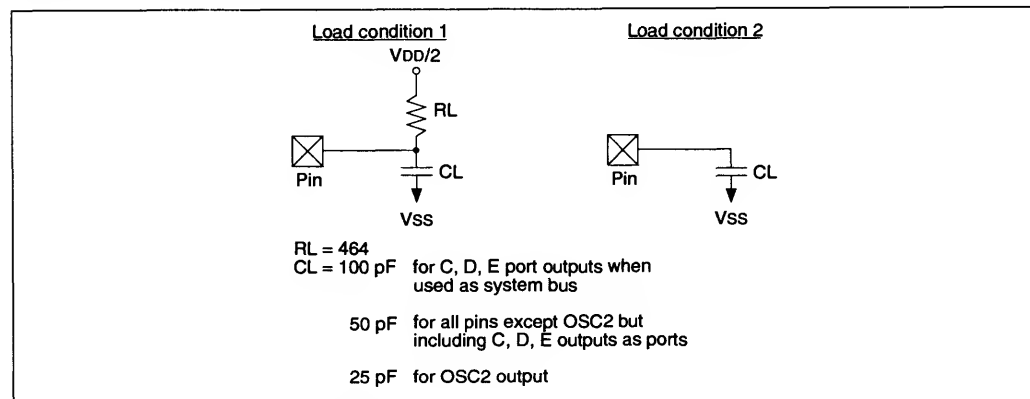 Load condition 1
Load condition 2
VDD/2
RL
Pin
CL
VSS
Pin
CL
VSS
RL = 464
CL = 100 pF for C, D, E port outputs when
used as system bus
50 pF for all pins except OSC2 but
including C, D, E outputs as ports
25 pF for OSC2 output